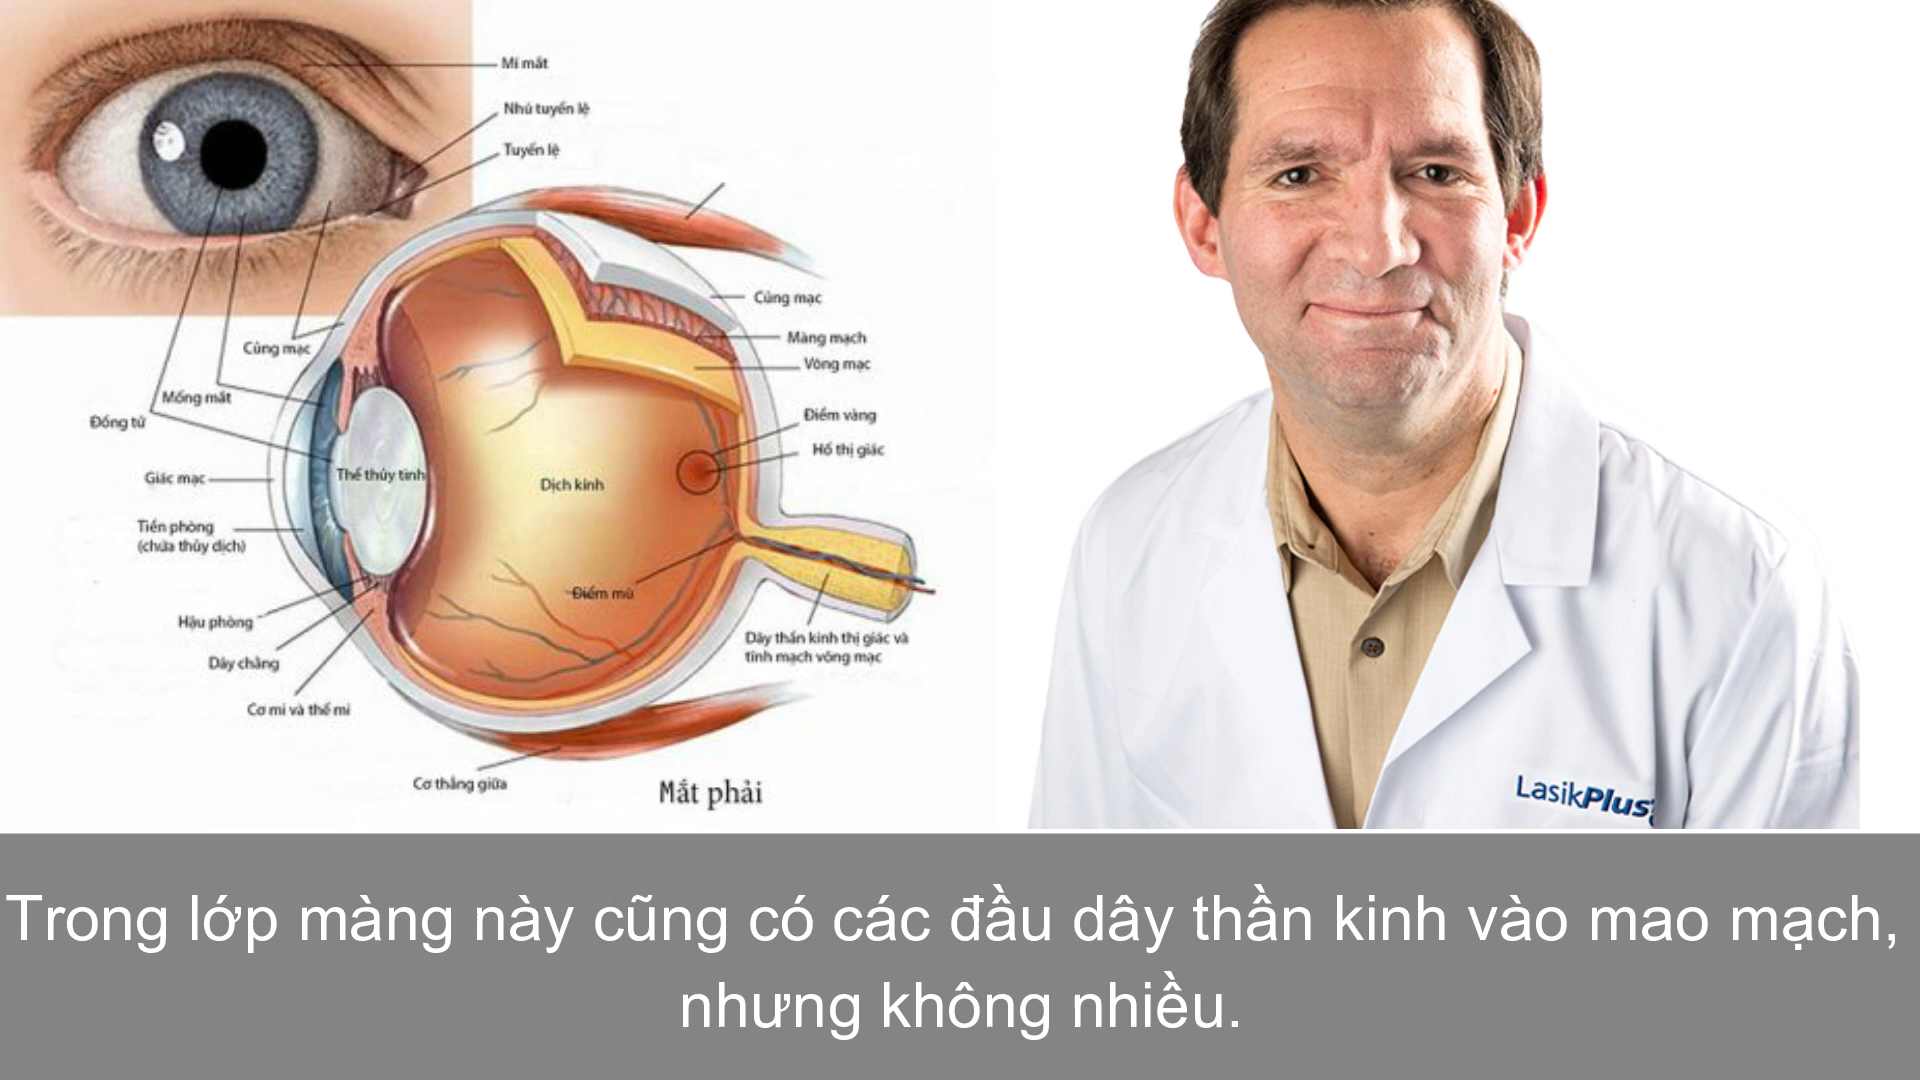 Mi mắt
Nhú tuyến lệ
Tuyến lệ
Củng mạc
Màng mạch
Võng mạc
Điểm vàng
Hố thị giác
Củng mạc
Mống mắt
Đồng tử
Giác mạc
Thể thủy tinh
Dịch kính
Tiền phòng
(chứa thủy dịch)
Điểm mù
Hậu phòng
Dây chằng
Cơ mi và thể mi
Dây thần kinh thị giác và
tĩnh mạch võng mạc
Cơ thẳng giữa
Mắt phải
LasikPlus
Trong lớp màng này cũng có các đầu dây thần kinh vào mao mạch,
nhưng không nhiều.